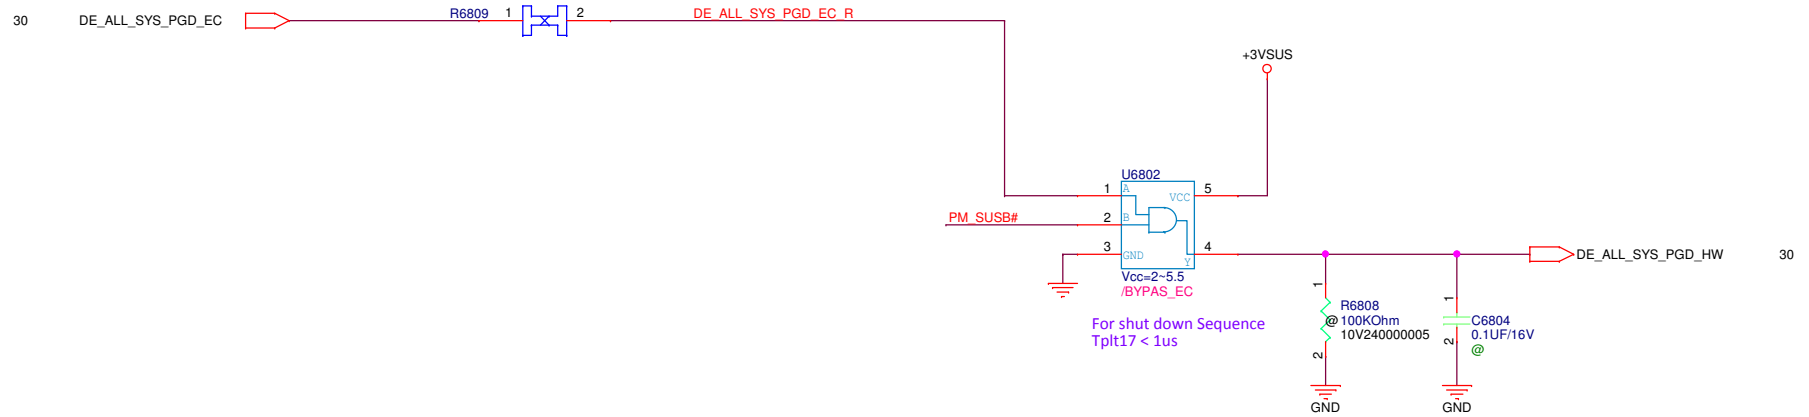 30 DE_ALL_SYS_PGD_EC R6809 1 2 DE_ALL_SYS_PGD_EC_R
+3VSUS
U6802
1 A VCC 5
PM_SUSB# 2 B
3 GND Y 4
DE_ALL_SYS_PGD_HW 30
Vcc=2~5.5
/BYPAS_EC
For shut down Sequence
Tplt17 < 1us
1
R6808
@ 100KOhm
10V240000005
2
GND
1
C6804
0.1UF/16V
@
2
GND